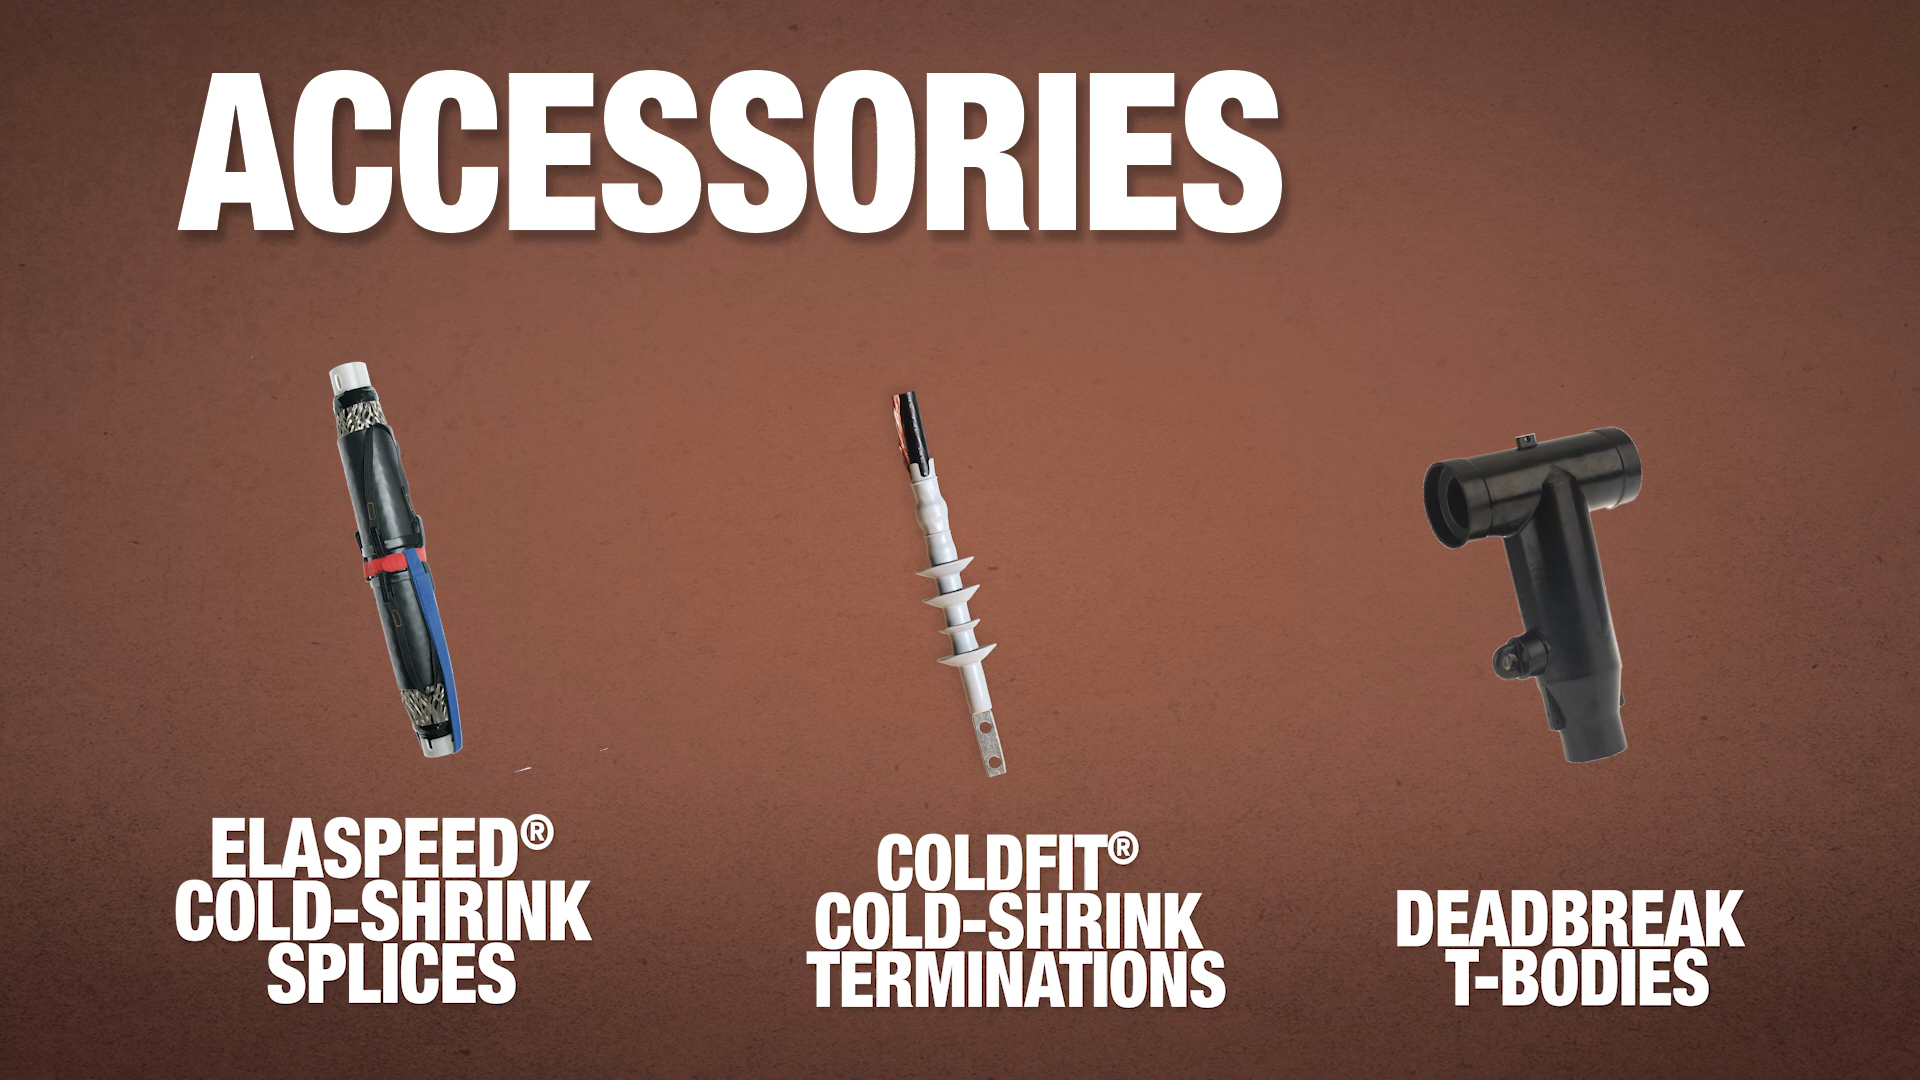 ACCESSORIES
ELASPEED®
COLD-SHRINK
SPLICES
COLDFIT®
COLD-SHRINK
TERMINATIONS
DEADBREAK
T-BODIES